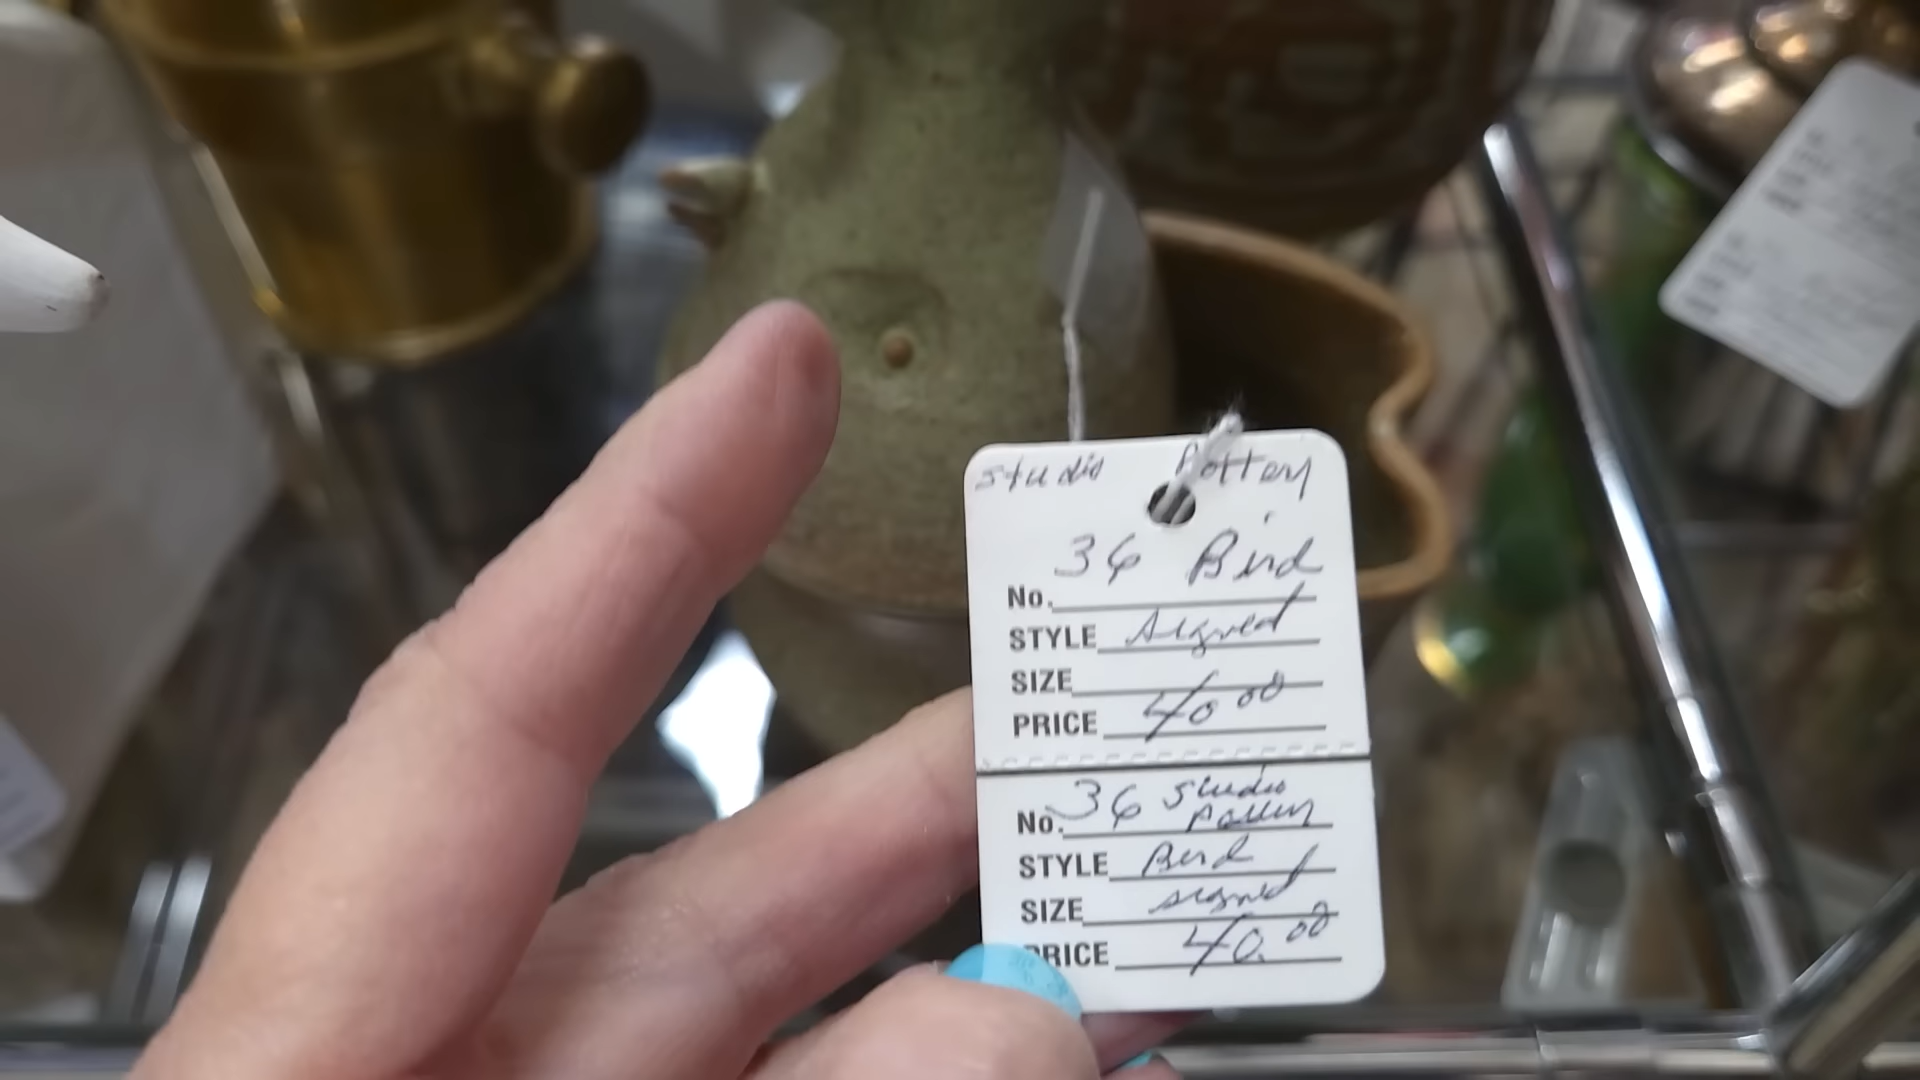 studio Pottery
36 Bird
No.
STYLE signed
SIZE
PRICE 40.00
No. 36 studio
pottery
STYLE Bird
SIZE signed
PRICE 40.00